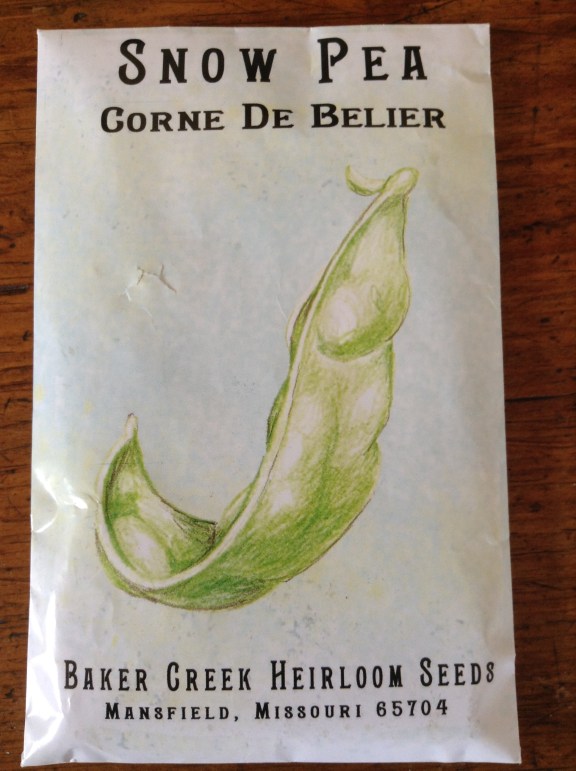 Snow Pea
Corne De Belier
Baker Creek Heirloom Seeds
Mansfield, Missouri 65704